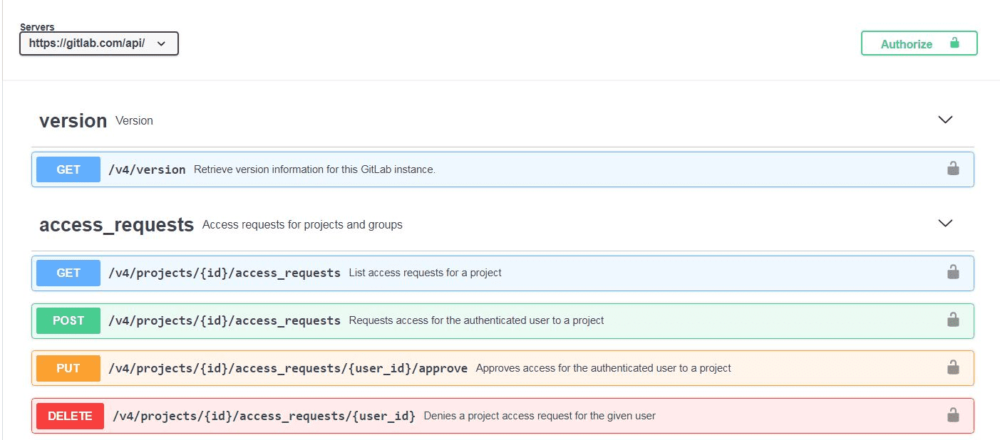 Servers
https://gitlab.com/api/
Authorize
version Version
GET /v4/version Retrieve version information for this GitLab instance.
access_requests Access requests for projects and groups
GET /v4/projects/{id}/access_requests List access requests for a project
POST /v4/projects/{id}/access_requests Requests access for the authenticated user to a project
PUT /v4/projects/{id}/access_requests/{user_id}/approve Approves access for the authenticated user to a project
DELETE /v4/projects/{id}/access_requests/{user_id} Denies a project access request for the given user